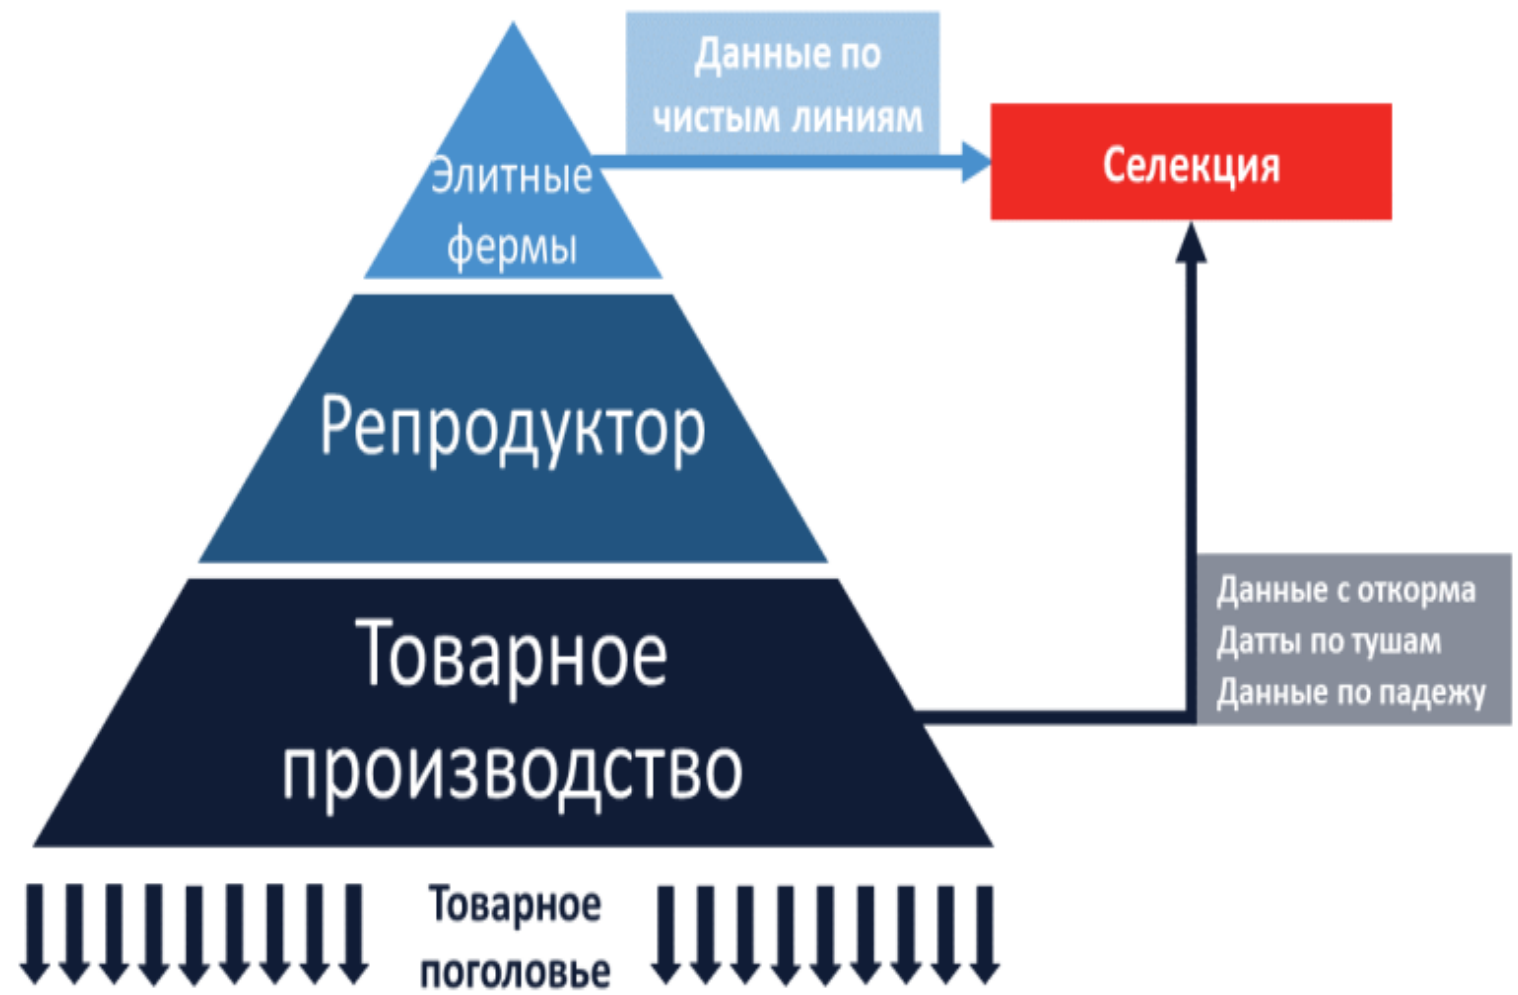 Данные по
чистым линиям
Селекция
Элитные
фермы
Репродуктор
Товарное
производство
Данные с откорма
Датты по тушам
Данные по падежу
Товарное
поголовье